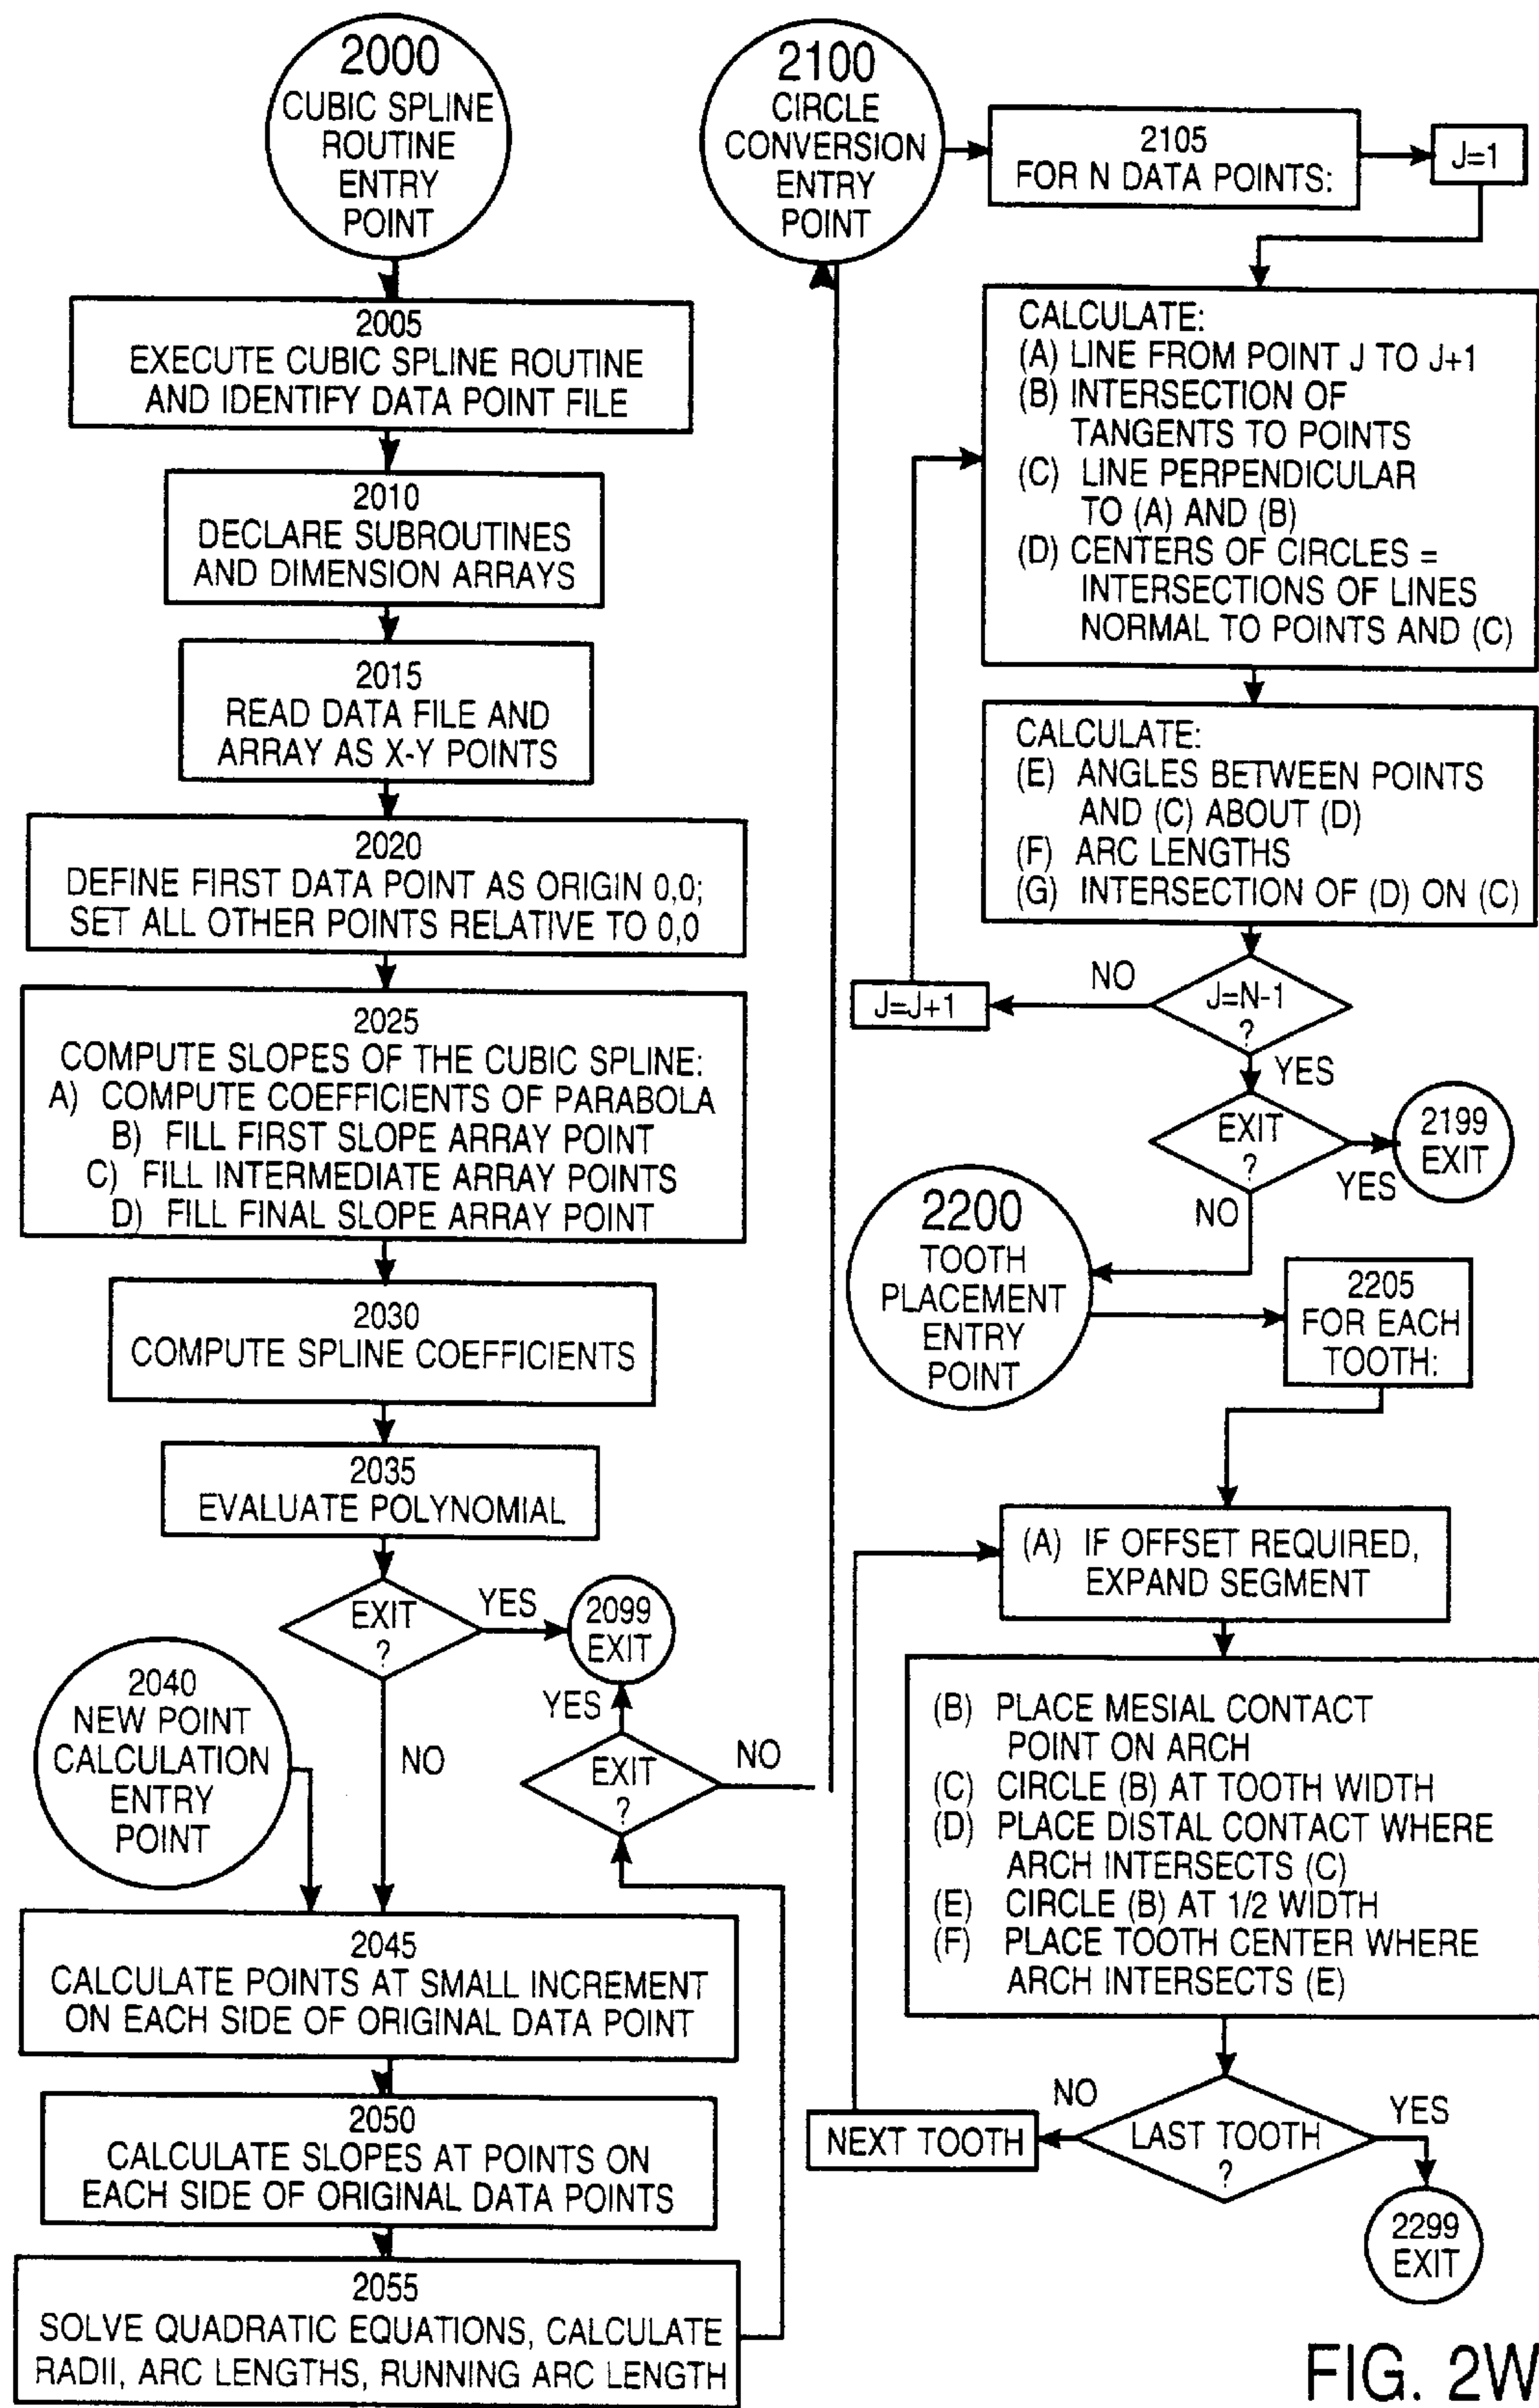 2000
CUBIC SPLINE
ROUTINE
ENTRY
POINT
2005
EXECUTE CUBIC SPLINE ROUTINE
AND IDENTIFY DATA POINT FILE
2010
DECLARE SUBROUTINES
AND DIMENSION ARRAYS
2015
READ DATA FILE AND
ARRAY AS X-Y POINTS
2020
DEFINE FIRST DATA POINT AS ORIGIN 0,0;
SET ALL OTHER POINTS RELATIVE TO 0,0
2025
COMPUTE SLOPES OF THE CUBIC SPLINE:
A) COMPUTE COEFFICIENTS OF PARABOLA
B) FILL FIRST SLOPE ARRAY POINT
C) FILL INTERMEDIATE ARRAY POINTS
D) FILL FINAL SLOPE ARRAY POINT
2030
COMPUTE SPLINE COEFFICIENTS
2035
EVALUATE POLYNOMIAL
EXIT
?
YES
2099
EXIT
NO
2040
NEW POINT
CALCULATION
ENTRY
POINT
YES
EXIT
?
NO
2045
CALCULATE POINTS AT SMALL INCREMENT
ON EACH SIDE OF ORIGINAL DATA POINT
2050
CALCULATE SLOPES AT POINTS ON
EACH SIDE OF ORIGINAL DATA POINTS
2055
SOLVE QUADRATIC EQUATIONS, CALCULATE
RADII, ARC LENGTHS, RUNNING ARC LENGTH
2100
CIRCLE
CONVERSION
ENTRY
POINT
2105
FOR N DATA POINTS:
J=1
CALCULATE:
(A) LINE FROM POINT J TO J+1
(B) INTERSECTION OF
TANGENTS TO POINTS
(C) LINE PERPENDICULAR
TO (A) AND (B)
(D) CENTERS OF CIRCLES =
INTERSECTIONS OF LINES
NORMAL TO POINTS AND (C)
CALCULATE:
(E) ANGLES BETWEEN POINTS
AND (C) ABOUT (D)
(F) ARC LENGTHS
(G) INTERSECTION OF (D) ON (C)
J=N-1
?
NO
J=J+1
YES
EXIT
?
YES
2199
EXIT
NO
2200
TOOTH
PLACEMENT
ENTRY
POINT
2205
FOR EACH
TOOTH:
(A) IF OFFSET REQUIRED,
EXPAND SEGMENT
(B) PLACE MESIAL CONTACT
POINT ON ARCH
(C) CIRCLE (B) AT TOOTH WIDTH
(D) PLACE DISTAL CONTACT WHERE
ARCH INTERSECTS (C)
(E) CIRCLE (B) AT 1/2 WIDTH
(F) PLACE TOOTH CENTER WHERE
ARCH INTERSECTS (E)
LAST TOOTH
?
NO
NEXT TOOTH
YES
2299
EXIT
FIG. 2W